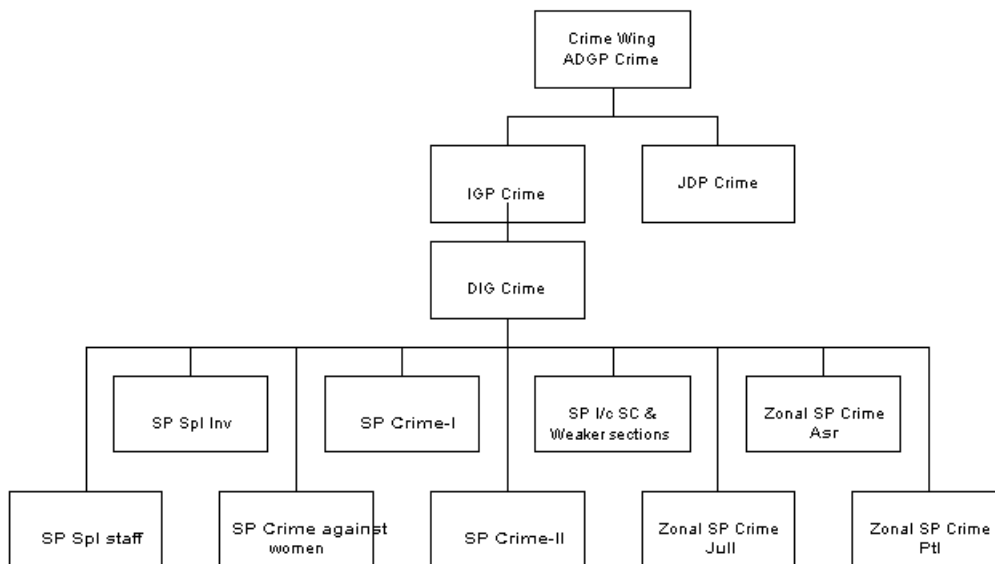 Crime Wing
ADGP Crime
IGP Crime
JDP Crime
DIG Crime
SP Spl Inv
SP Crime-I
SP I/c SC &
Weaker sections
Zonal SP Crime
Asr
SP Spl staff
SP Crime against
women
SP Crime-II
Zonal SP Crime
Jull
Zonal SP Crime
Ptl